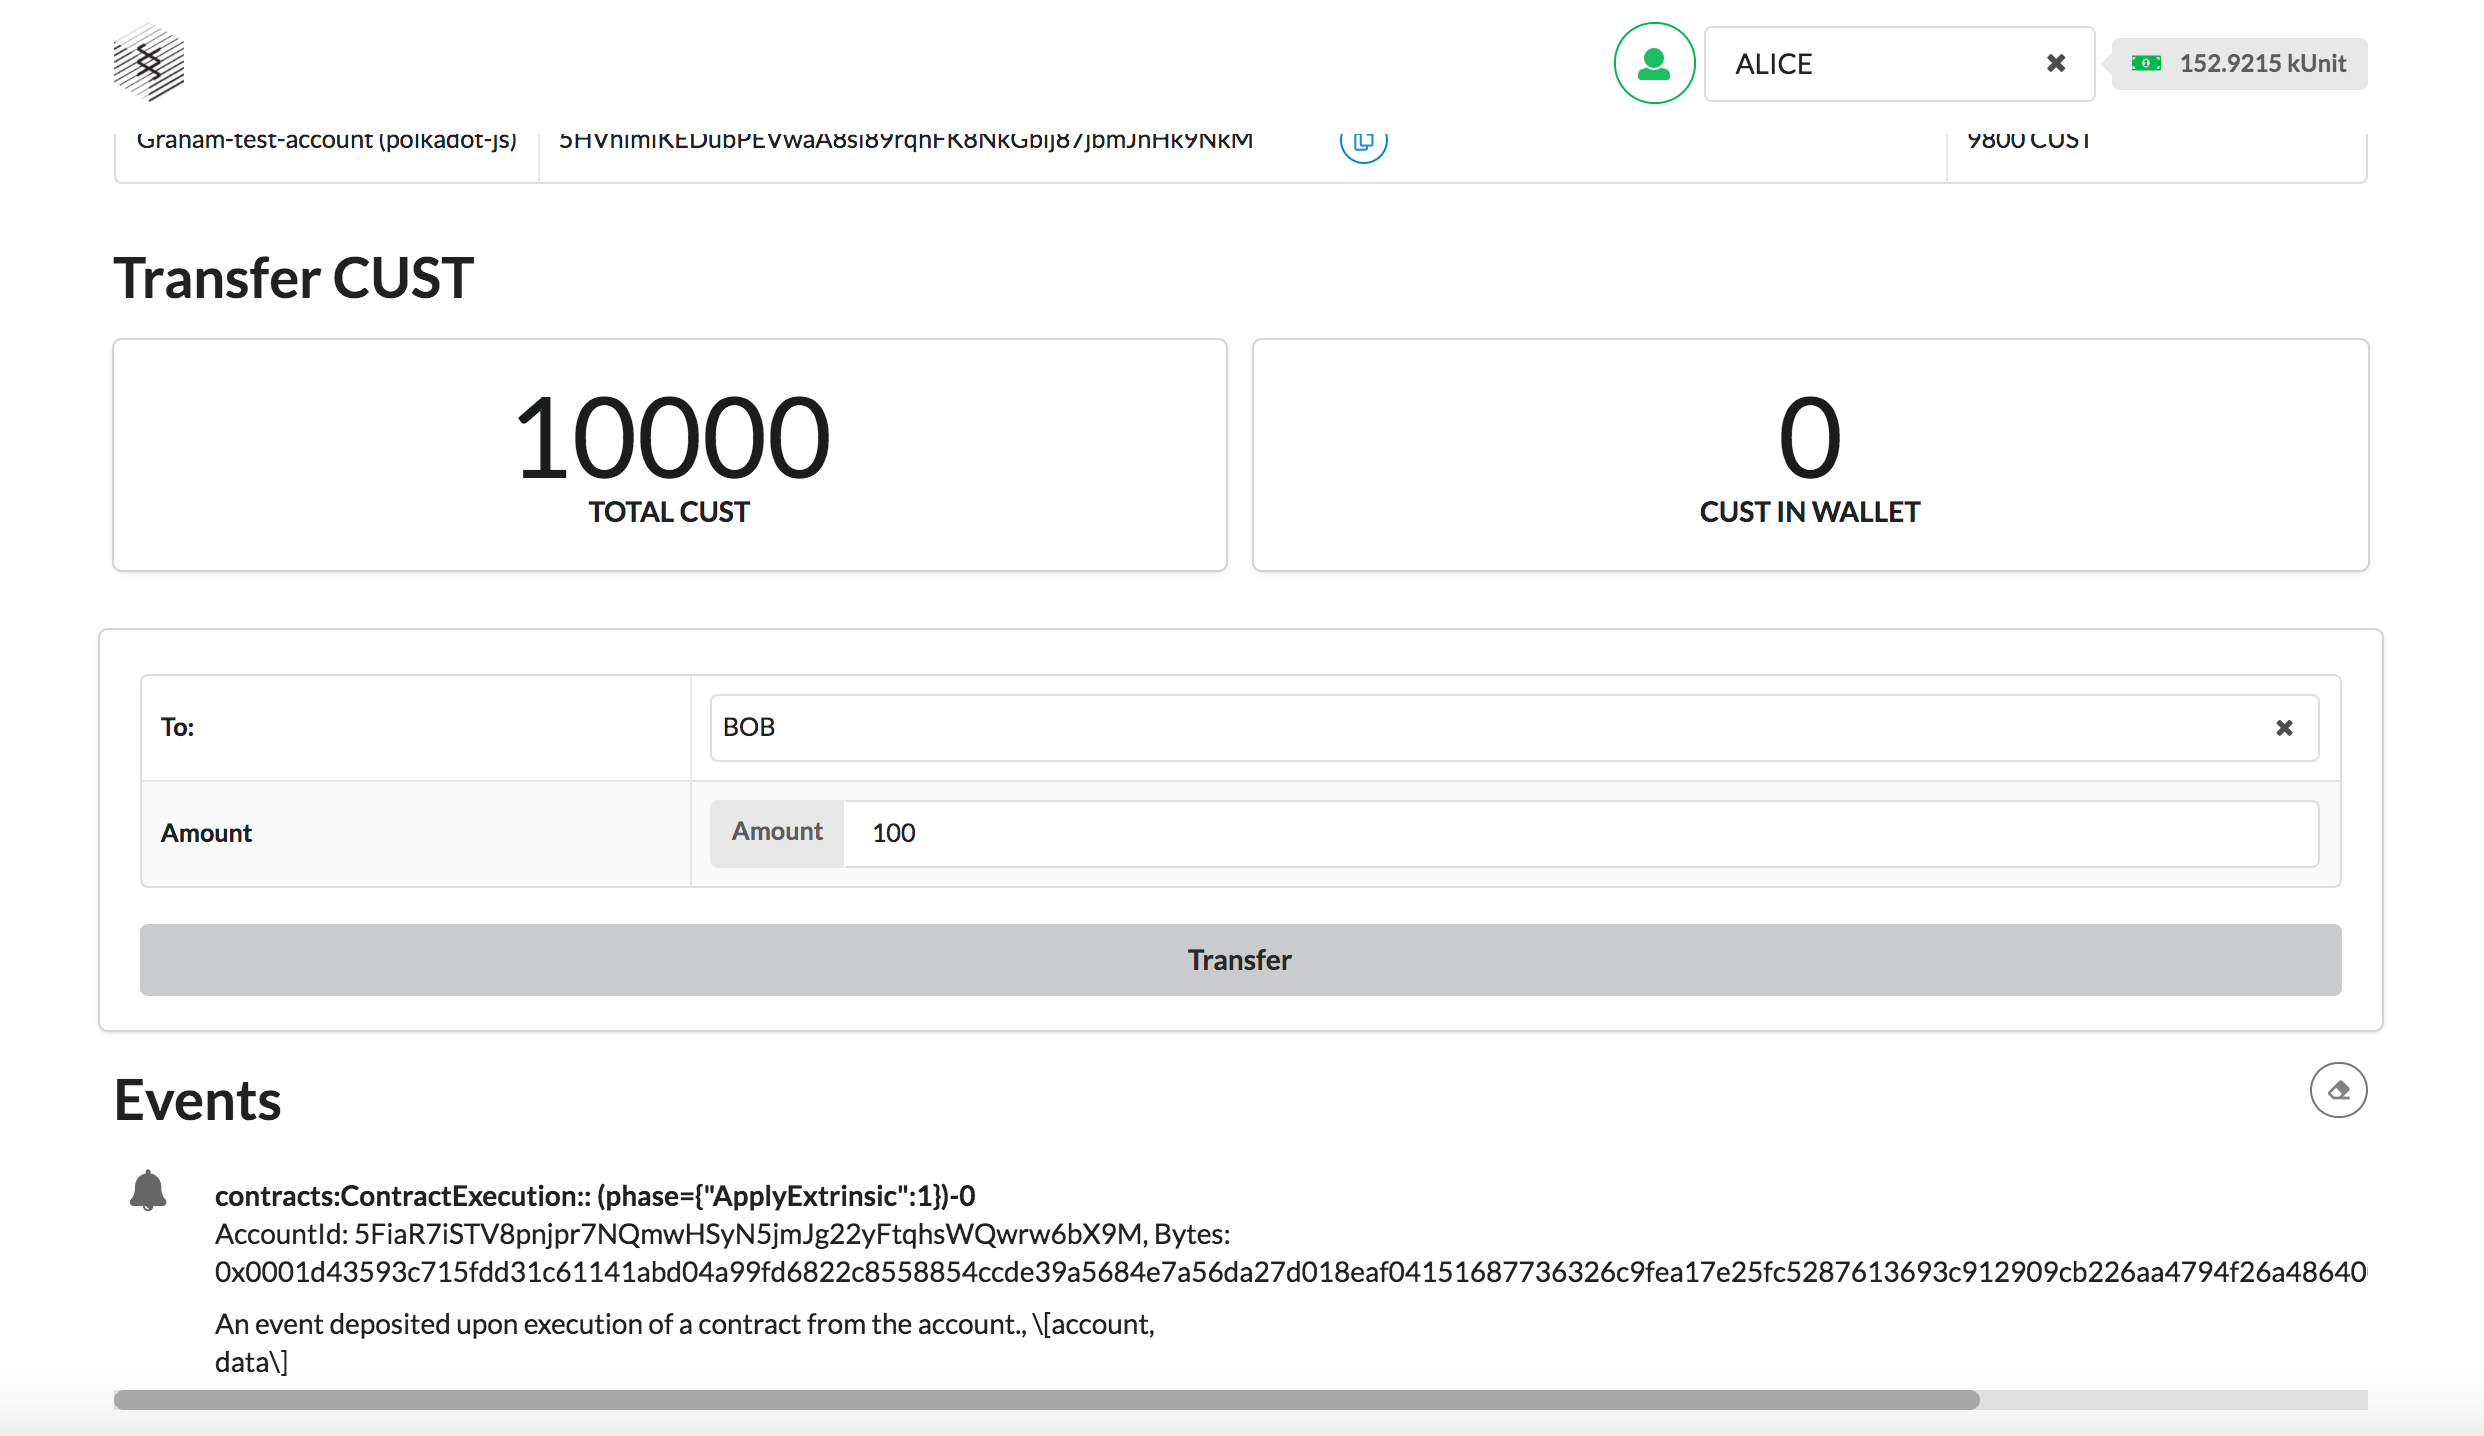 ALICE
152.9215 kUnit
Graham-test-account (polkadot-js)
9800 CUST
Transfer CUST
10000
TOTAL CUST
0
CUST IN WALLET
To:
BOB
Amount
Amount
100
Transfer
Events
contracts:ContractExecution:: (phase={"ApplyExtrinsic":1})-0
AccountId: 5FiaR7iSTV8pnjpr7NQmwHSyN5jmJg22yFtqhsWQwrw6bX9M, Bytes:
0x0001d43593c715fdd31c61141abd04a99fd6822c8558854ccde39a5684e7a56da27d018eaf04151687736326c9fea17e25fc5287613693c912909cb226aa4794f26a48640
An event deposited upon execution of a contract from the account., \[account,
data\]